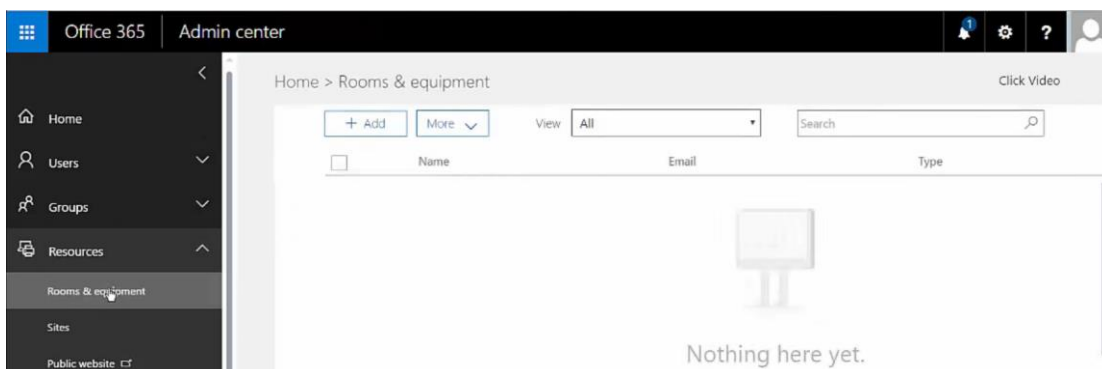 Office 365 Admin center 1 ?
Home > Rooms & equipment Click Video
Home
+ Add More View All Search
Users
Name Email Type
Groups
Resources
Rooms & equipment
Sites
Nothing here yet.
Public website